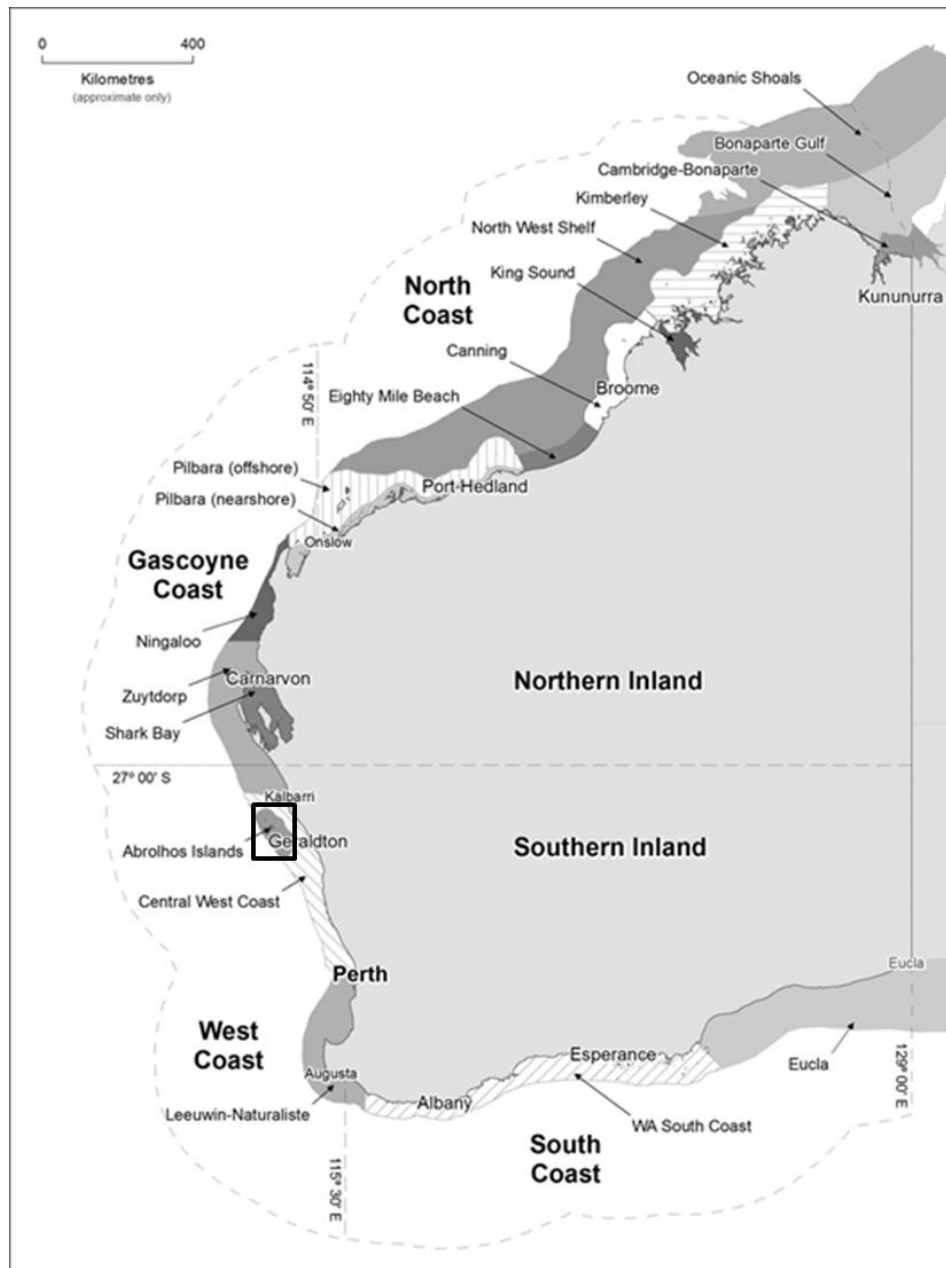 0 400
Kilometres
(approximate only)
Oceanic Shoals
Bonaparte Gulf
Cambridge-Bonaparte
Kimberley
North West Shelf
King Sound
Kununurra
North
Coast
Canning
114° 50' E
Broome
Eighty Mile Beach
Pilbara (offshore)
Port-Hedland
Pilbara (nearshore)
Onslow
Gascoyne
Coast
Ningaloo
Carnarvon
Northern Inland
Zuytdorp
Shark Bay
27° 00' S
Kalbarri
Geraldton
Abrolhos Islands
Southern Inland
Central West Coast
Perth
Eucla
West
Coast
Esperance
Eucla
129° 00' E
Augusta
Leeuwin-Naturaliste
Albany
WA South Coast
South
Coast
115° 30' E